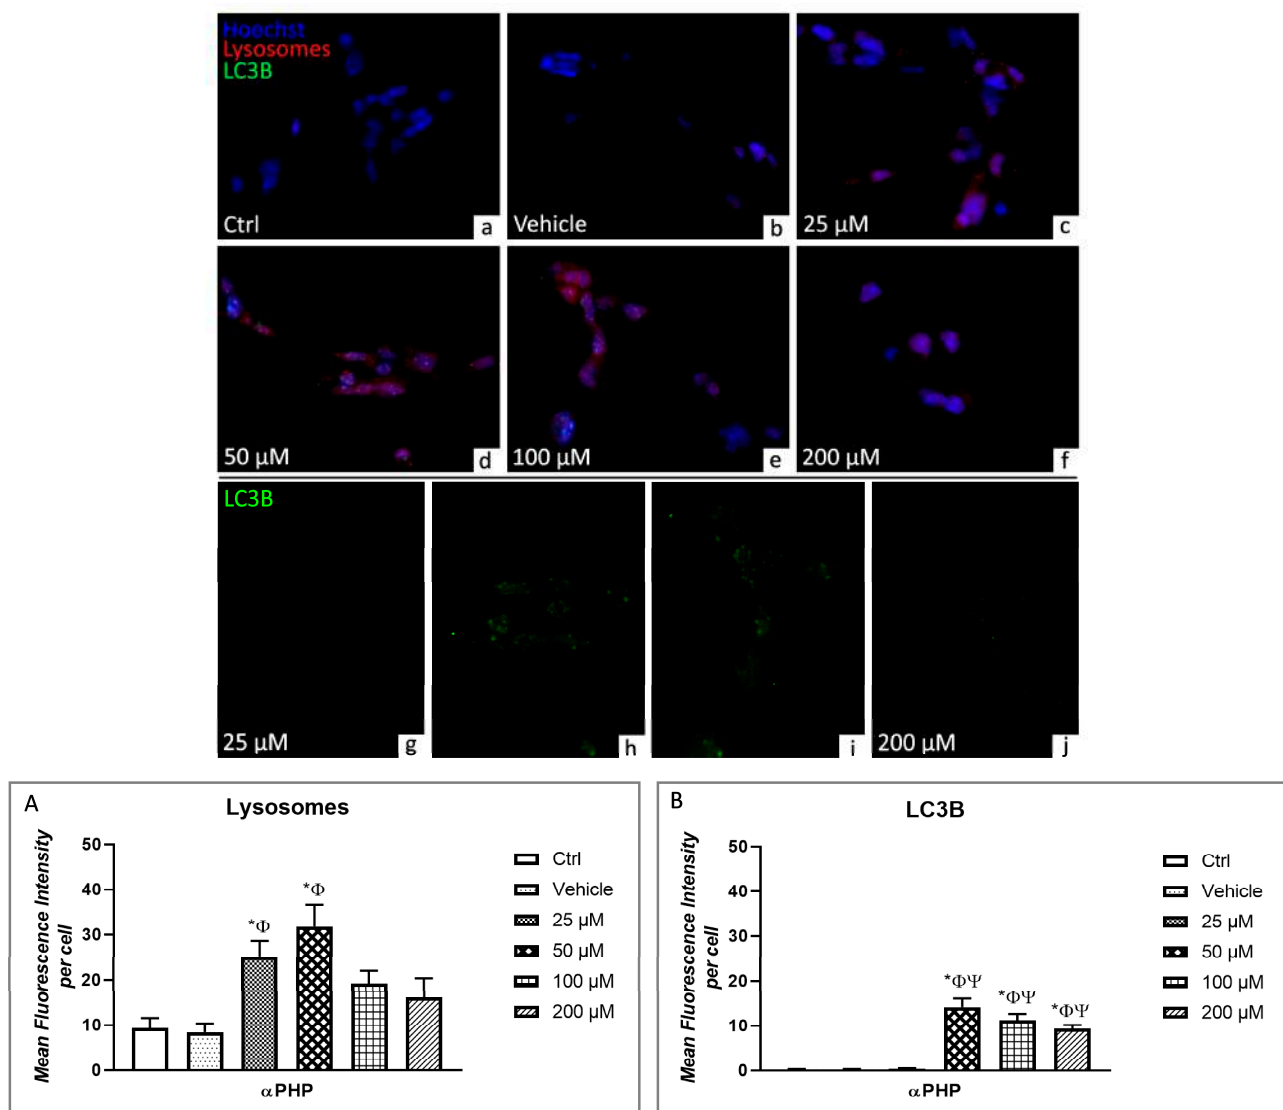 Hoechst
Lysosomes
LC3B
Ctrl
a
Vehicle
b
25 µM
c
50 µM
d
100 µM
e
200 µM
f
LC3B
25 µM
g
h
i
200 µM
j
A
Lysosomes
Mean Fluorescence Intensity
per cell
50
40
30
20
10
0
*Φ
*Φ
αPHP
Ctrl
Vehicle
25 µM
50 µM
100 µM
200 µM
B
LC3B
Mean Fluorescence Intensity
per cell
50
40
30
20
10
0
*ΦΨ
*ΦΨ
*ΦΨ
αPHP
Ctrl
Vehicle
25 µM
50 µM
100 µM
200 µM